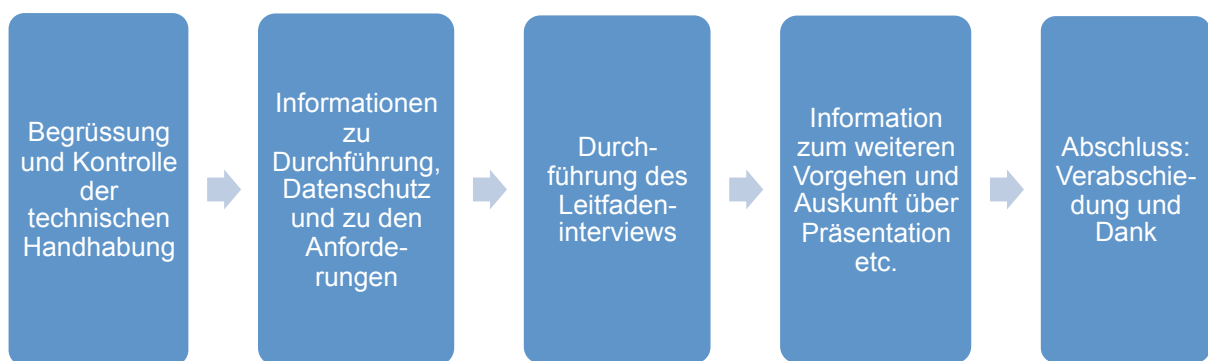 Begrüssung
und Kontrolle
der
technischen
Handhabung
Informationen
zu
Durchführung,
Datenschutz
und zu den
Anforde-
rungen
Durch-
führung des
Leitfaden-
interviews
Information
zum weiteren
Vorgehen und
Auskunft über
Präsentation
etc.
Abschluss:
Verabschie-
dung und
Dank